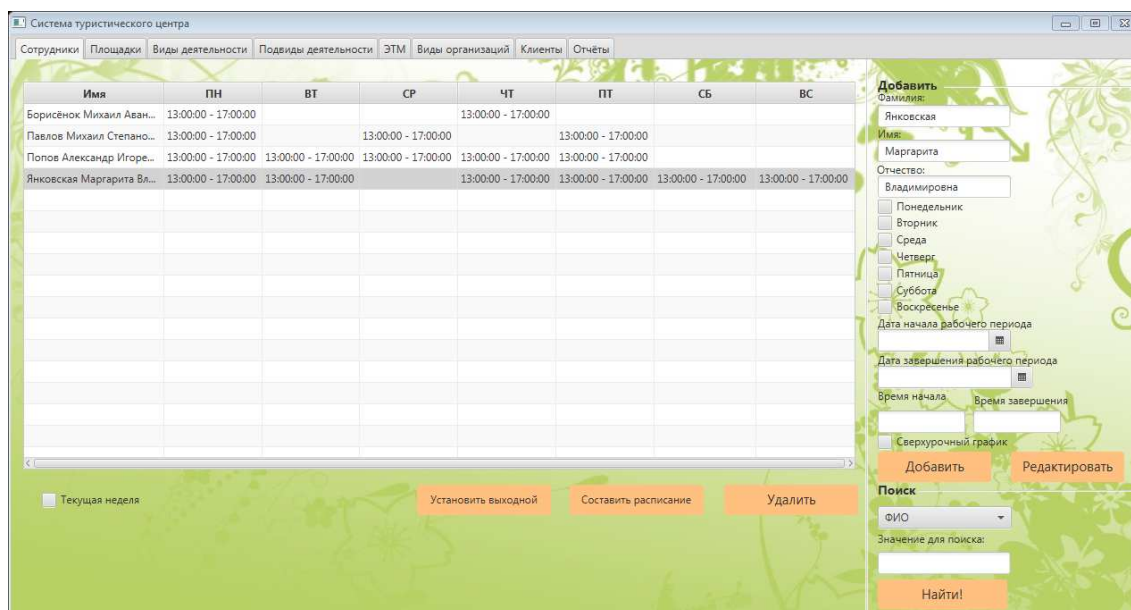 Система туристического центра
Сотрудники Площадки Виды деятельности Подвиды деятельности ЭТМ Виды организаций Клиенты Отчёты
Имя ПН ВТ СР ЧТ ПТ СБ ВС
Борисёнок Михаил Аван... 13:00:00 - 17:00:00 13:00:00 - 17:00:00
Павлов Михаил Степано... 13:00:00 - 17:00:00 13:00:00 - 17:00:00 13:00:00 - 17:00:00
Попов Александр Игоре... 13:00:00 - 17:00:00 13:00:00 - 17:00:00 13:00:00 - 17:00:00 13:00:00 - 17:00:00 13:00:00 - 17:00:00
Янковская Маргарита Вл... 13:00:00 - 17:00:00 13:00:00 - 17:00:00 13:00:00 - 17:00:00 13:00:00 - 17:00:00 13:00:00 - 17:00:00 13:00:00 - 17:00:00
Текущая неделя
Установить выходной Составить расписание Удалить
Добавить
Фамилия:
Янковская
Имя:
Маргарита
Отчество:
Владимировна
Понедельник
Вторник
Среда
Четверг
Пятница
Суббота
Воскресенье
Дата начала рабочего периода
Дата завершения рабочего периода
Время начала Время завершения
Сверхурочный график
Добавить Редактировать
Поиск
ФИО
Значение для поиска:
Найти!